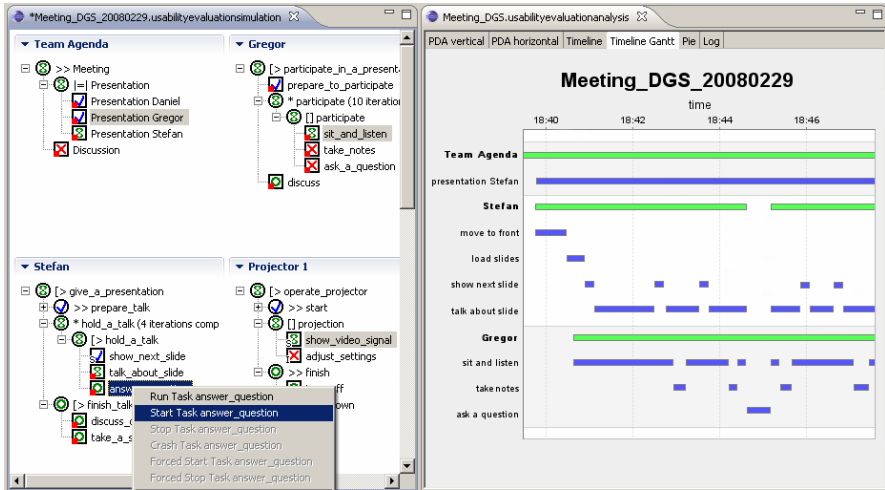 *Meeting_DGS_20080229.usabilityevaluationsimulation
Team Agenda
>> Meeting
|=| Presentation
Presentation Daniel
Presentation Gregor
Presentation Stefan
Discussion
Gregor
[> participate_in_a_present
prepare_to_participate
* participate (10 iteration
[] participate
sit_and_listen
take_notes
ask_a_question
discuss
Stefan
[> give_a_presentation
>> prepare_talk
* hold_a_talk (4 iterations comp
[> hold_a_talk
show_next_slide
talk_about_slide
answ
[> finish_talk
discuss_
take_a_s
Projector 1
[> operate_projector
>> start
[] projection
show_video_signal
adjust_settings
>> finish
Run Task answer_question
Start Task answer_question
Stop Task answer_question
Crash Task answer_question
Forced Start Task answer_question
Forced Stop Task answer_question
Meeting_DGS.usabilityevaluationanalysis
PDA vertical PDA horizontal Timeline Timeline Gantt Pie Log
Meeting_DGS_20080229
time
18:40 18:42 18:44 18:46
Team Agenda
presentation Stefan
Stefan
move to front
load slides
show next slide
talk about slide
Gregor
sit and listen
take notes
ask a question